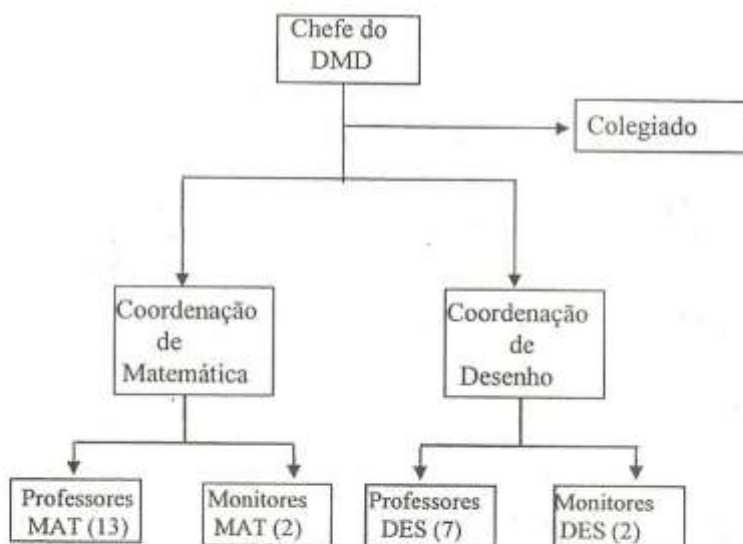 Chefe do
DMD
Colegiado
Coordenação
de
Matemática
Coordenação
de
Desenho
Professores
MAT (13)
Monitores
MAT (2)
Professores
DES (7)
Monitores
DES (2)